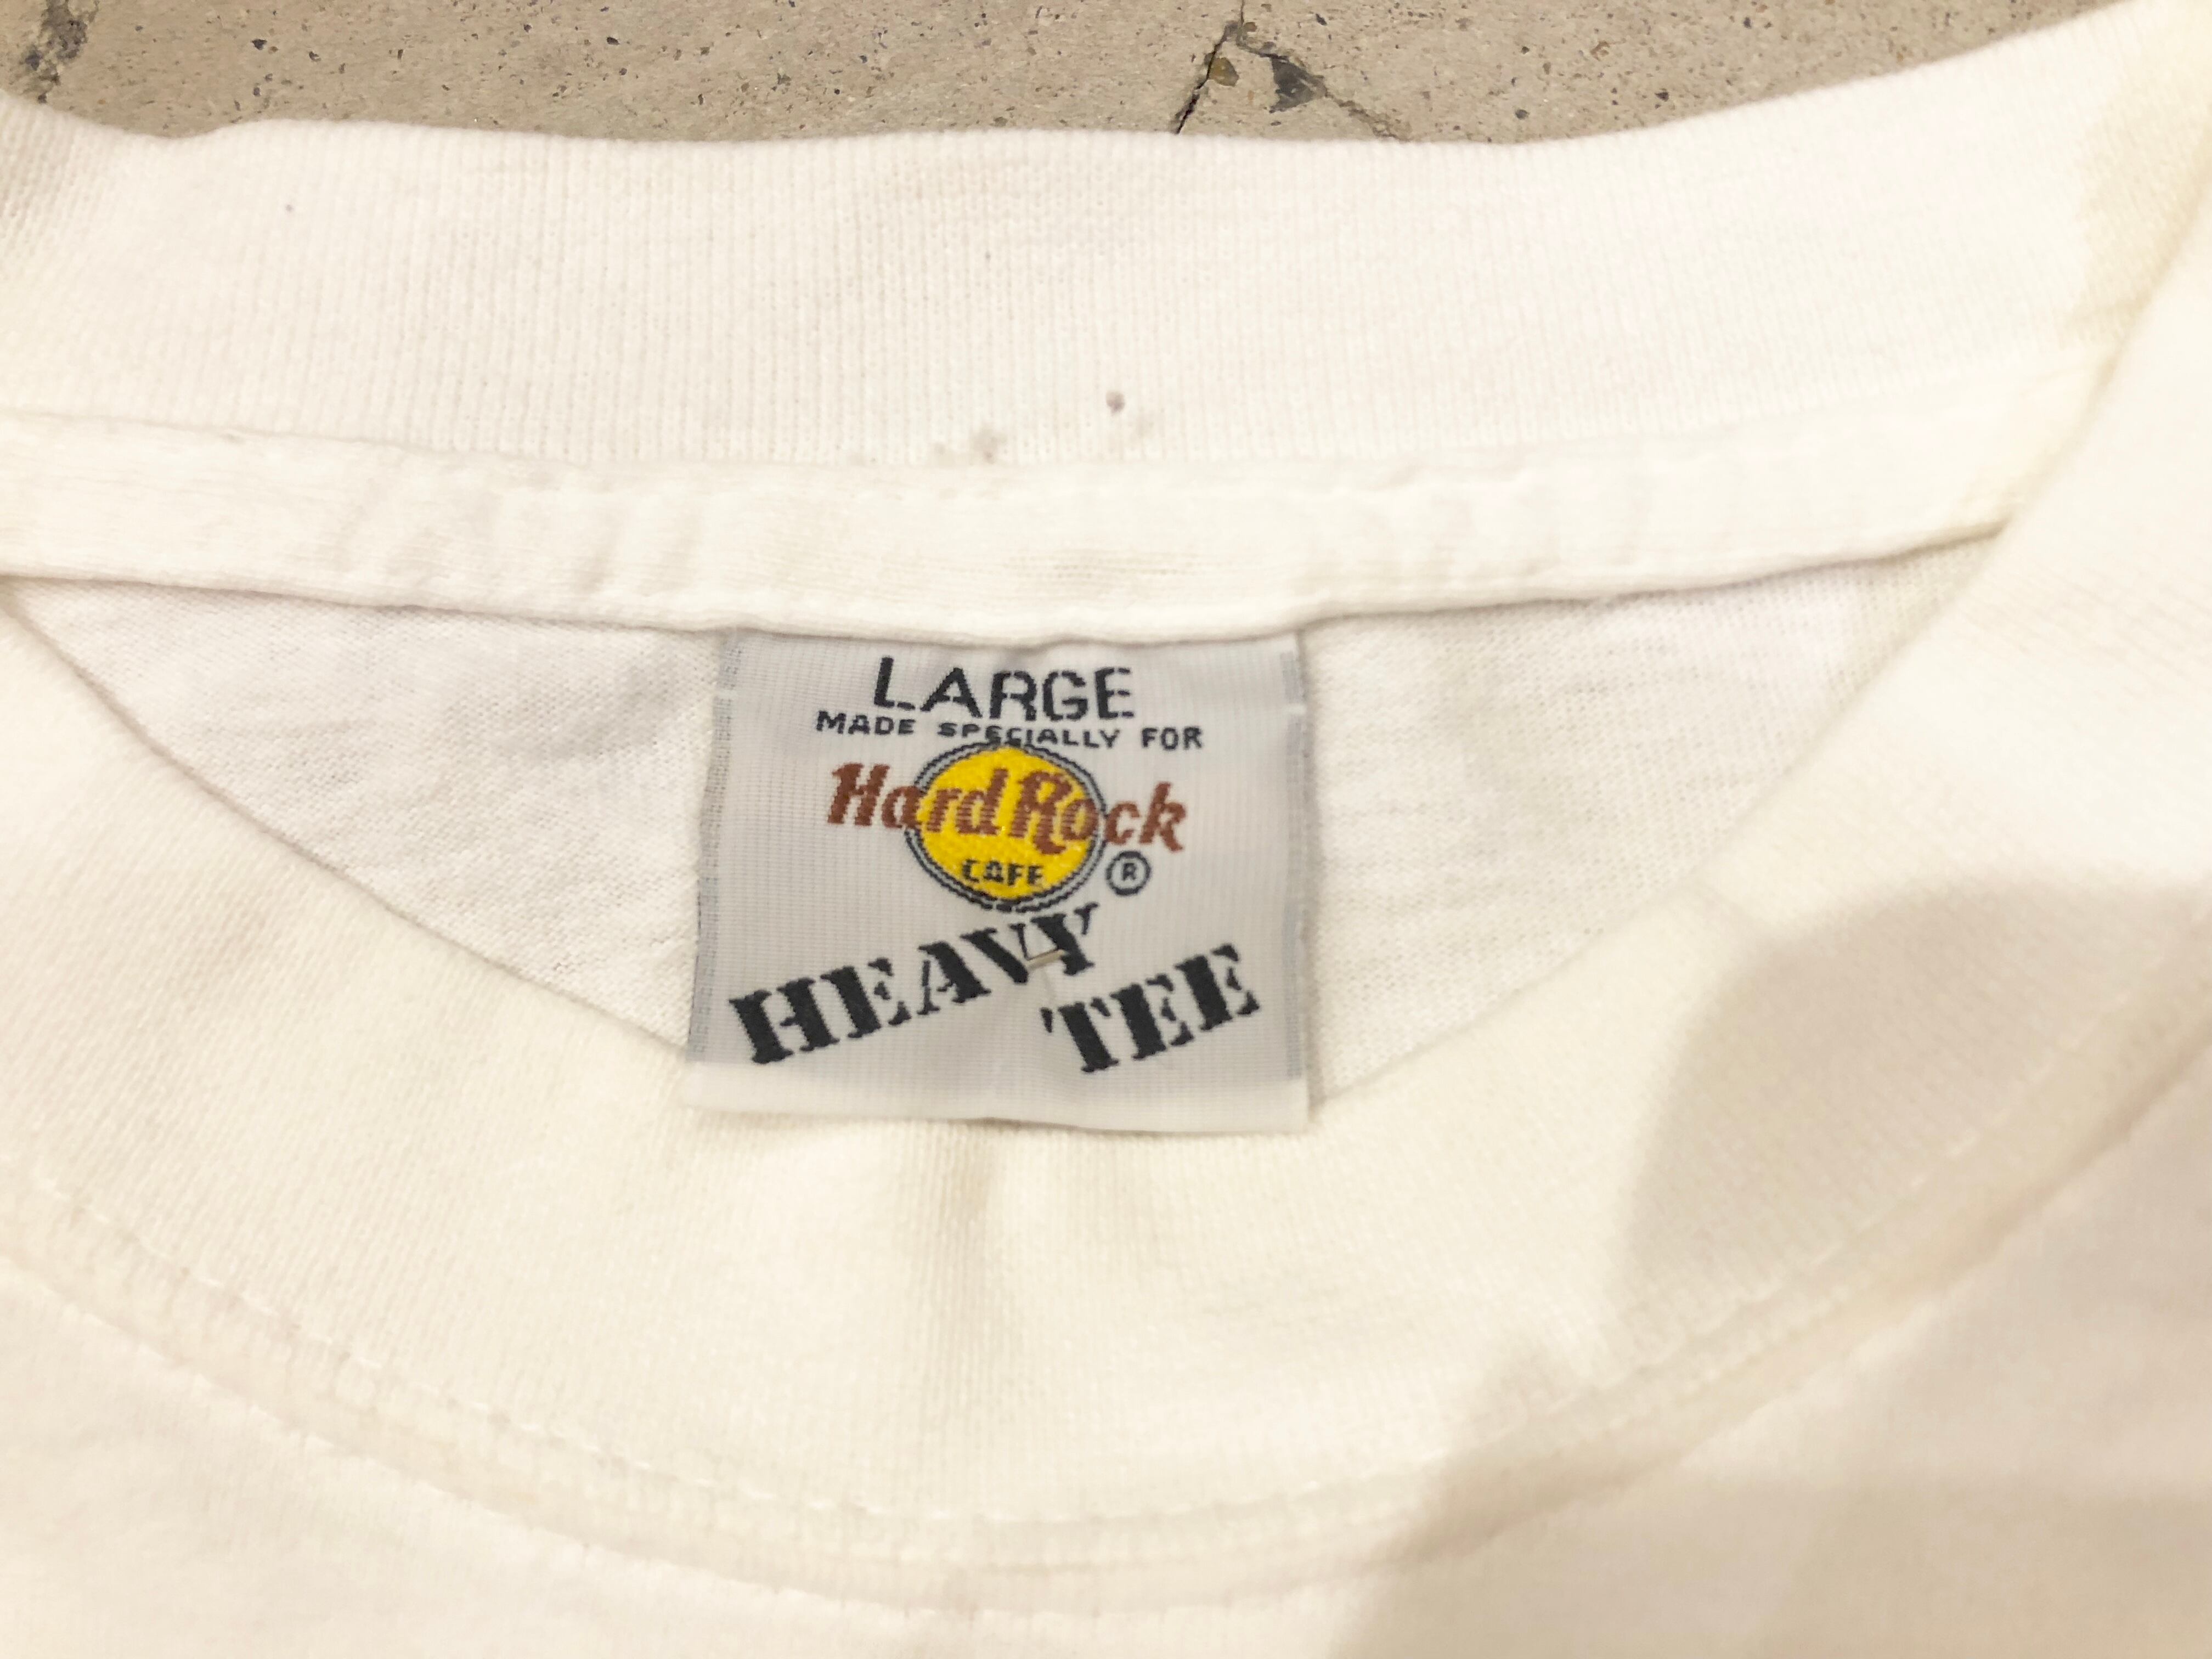 LARGE
MADE SPECIALLY FOR
Hard Rock
CAFE ®
HEAVY
TEE